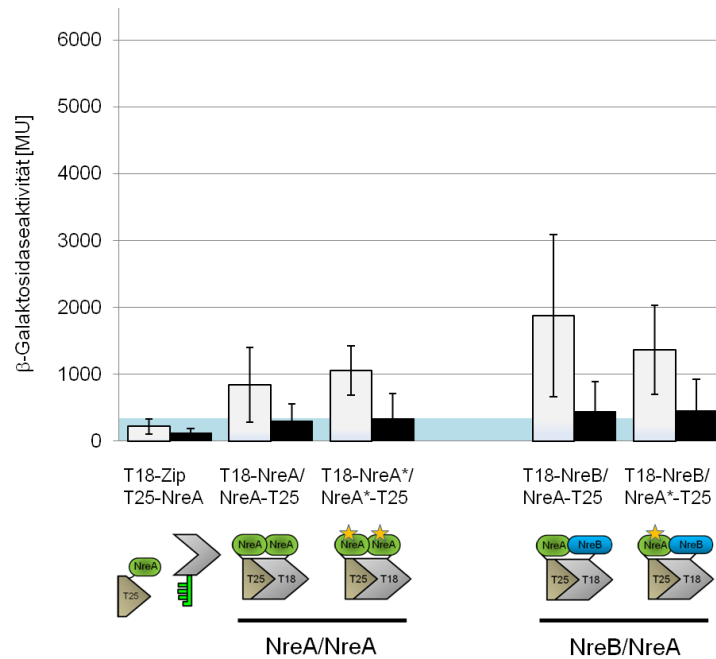 β-Galaktosidaseaktivität [MU]
6000
5000
4000
3000
2000
1000
0
T18-Zip
T25-NreA
T18-NreA/
NreA-T25
T18-NreA*/
NreA*-T25
T18-NreB/
NreA-T25
T18-NreB/
NreA*-T25
NreA
T25
NreA NreA
T25 T18
NreA NreA
T25 T18
NreA NreB
T25 T18
NreA NreB
T25 T18
NreA/NreA
NreB/NreA